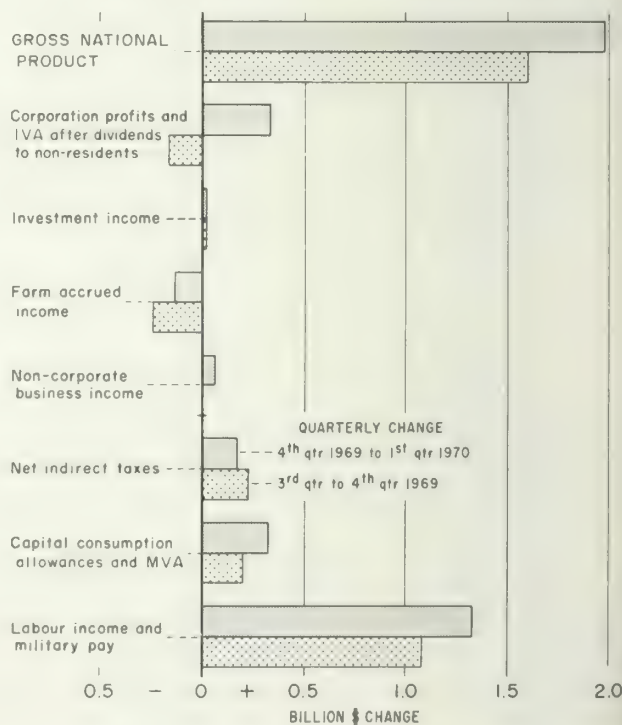 GROSS NATIONAL
PRODUCT
Corporation profits and
IVA after dividends
to non-residents
Investment income
Farm accrued
income
Non-corporate
business income
QUARTERLY CHANGE
4th qtr 1969 to 1st qtr 1970
Net indirect taxes
3rd qtr to 4th qtr 1969
Capital consumption
allowances and MVA
Labour income and
military pay
0.5 − 0 + 0.5 1.0 1.5 2.0
BILLION $ CHANGE